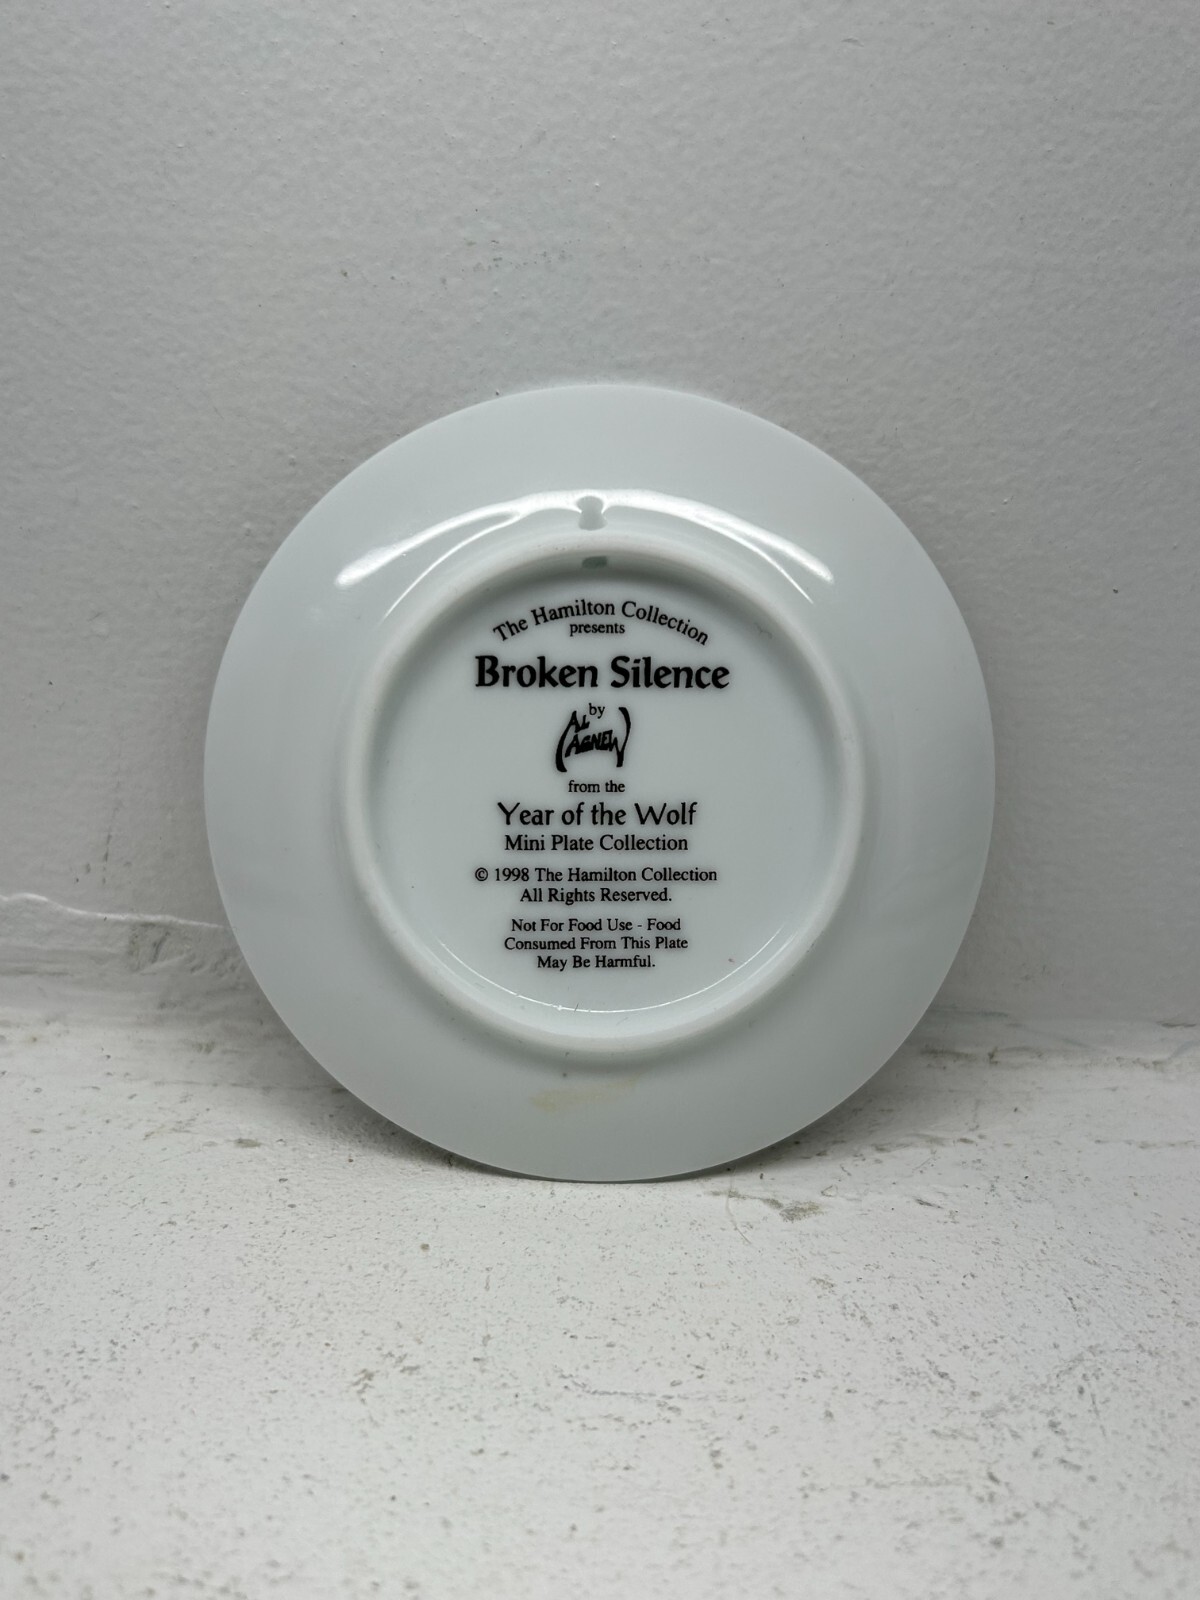 The Hamilton Collection
presents
Broken Silence
by
AL
AGNEW
from the
Year of the Wolf
Mini Plate Collection
© 1998 The Hamilton Collection
All Rights Reserved.
Not For Food Use - Food
Consumed From This Plate
May Be Harmful.